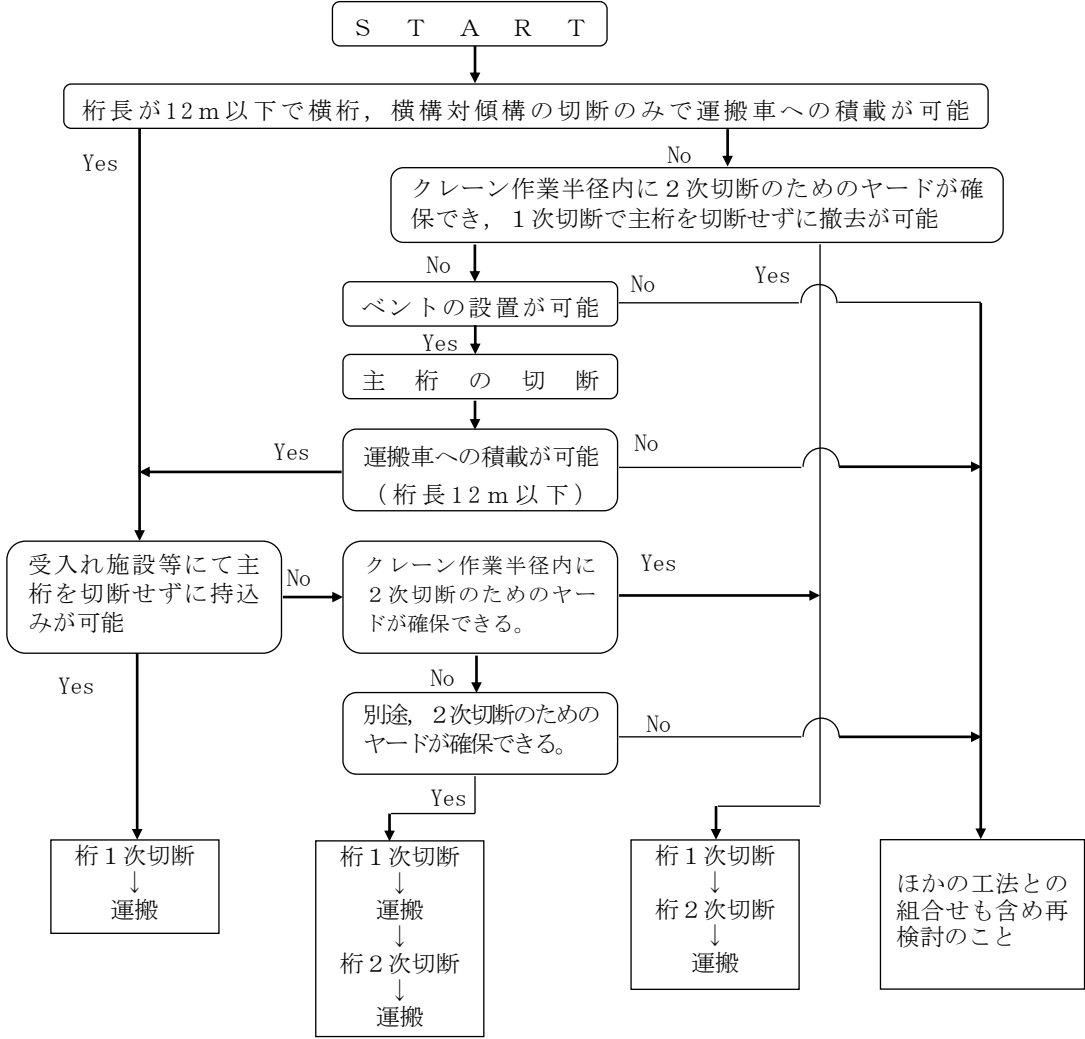 ＳＴＡＲＴ
桁長が12ｍ以下で横桁，横構対傾構の切断のみで運搬車への積載が可能
Yes
No
クレーン作業半径内に２次切断のためのヤードが確
保でき，１次切断で主桁を切断せずに撤去が可能
No
Yes
ベントの設置が可能
No
Yes
主桁の切断
Yes
運搬車への積載が可能
（桁長12ｍ以下）
No
受入れ施設等にて主
桁を切断せずに持込
みが可能
No
クレーン作業半径内に
２次切断のためのヤー
ドが確保できる。
Yes
Yes
No
別途，２次切断のための
ヤードが確保できる。
No
Yes
桁１次切断
↓
運搬
桁１次切断
↓
運搬
↓
桁２次切断
↓
運搬
桁１次切断
↓
桁２次切断
↓
運搬
ほかの工法との
組合せも含め再
検討のこと